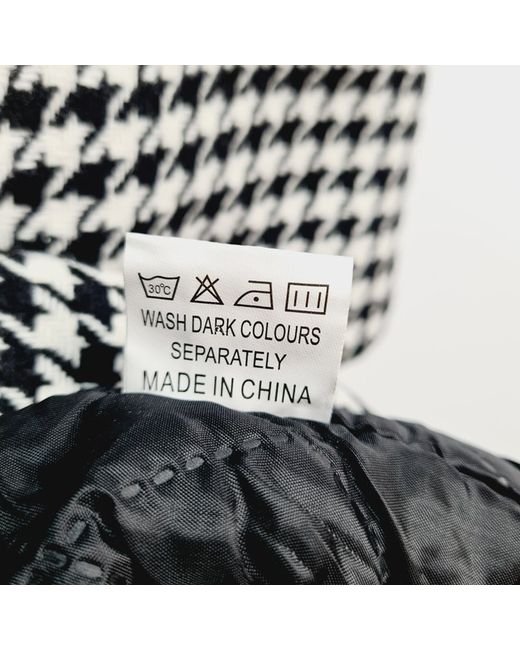 30°C
WASH DARK COLOURS
SEPARATELY
MADE IN CHINA